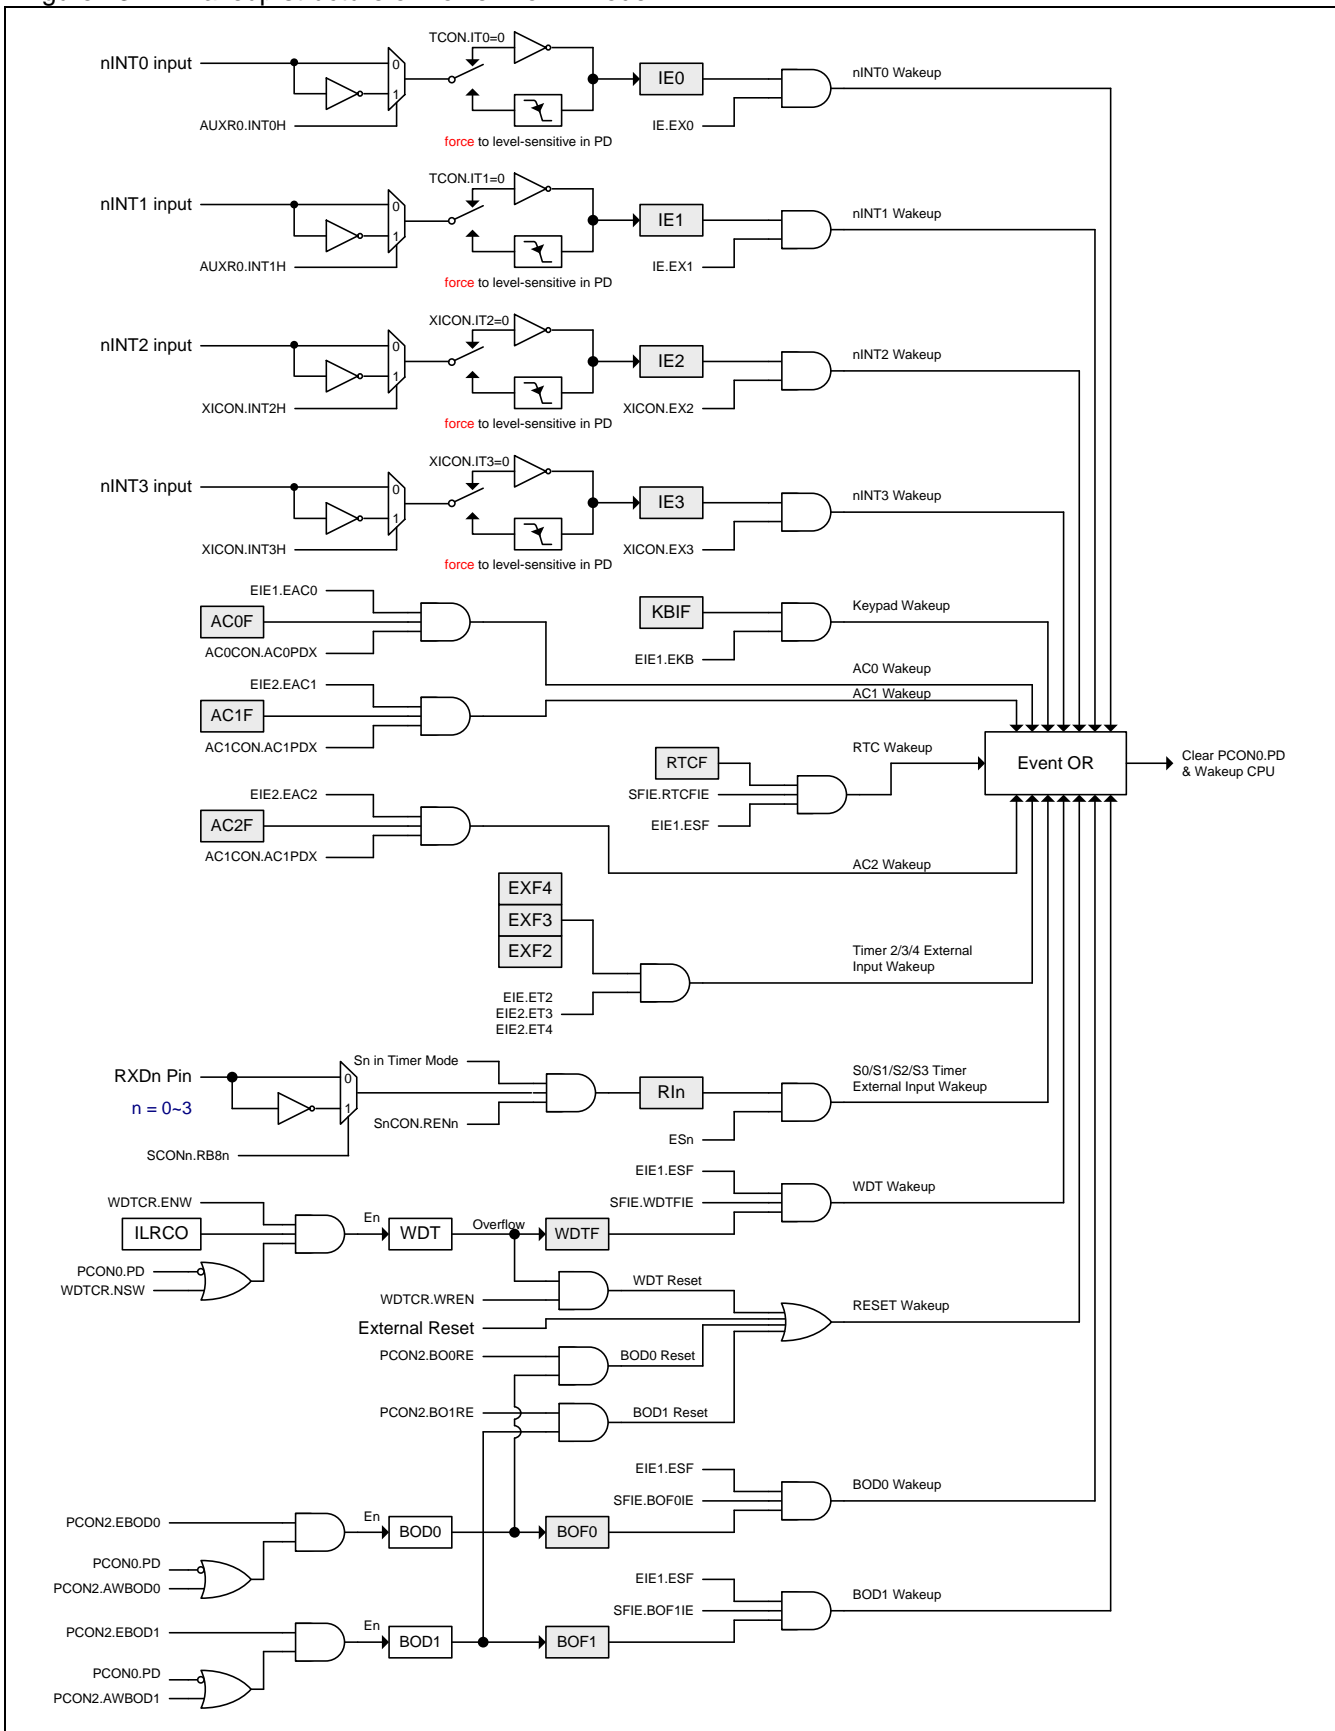 TCON.IT0=0
nINT0 input
0
1
IE0
nINT0 Wakeup
AUXR0.INT0H
IE.EX0
force to level-sensitive in PD
TCON.IT1=0
nINT1 input
0
1
IE1
nINT1 Wakeup
AUXR0.INT1H
IE.EX1
force to level-sensitive in PD
XICON.IT2=0
nINT2 input
0
1
IE2
nINT2 Wakeup
XICON.INT2H
XICON.EX2
force to level-sensitive in PD
XICON.IT3=0
nINT3 input
0
1
IE3
nINT3 Wakeup
XICON.INT3H
XICON.EX3
force to level-sensitive in PD
EIE1.EAC0
AC0F
AC0CON.AC0PDX
KBIF
Keypad Wakeup
EIE1.EKB
AC0 Wakeup
EIE2.EAC1
AC1F
AC1CON.AC1PDX
AC1 Wakeup
RTCF
SFIE.RTCFIE
EIE1.ESF
RTC Wakeup
Event OR
Clear PCON0.PD
& Wakeup CPU
EIE2.EAC2
AC2F
AC1CON.AC1PDX
AC2 Wakeup
EXF4
EXF3
EXF2
EIE.ET2
EIE2.ET3
EIE2.ET4
Timer 2/3/4 External
Input Wakeup
RXDn Pin
n = 0~3
0
1
SCONn.RB8n
Sn in Timer Mode
SnCON.RENn
RIn
ESn
S0/S1/S2/S3 Timer
External Input Wakeup
EIE1.ESF
SFIE.WDTFIE
WDT Wakeup
WDTCR.ENW
ILRCO
PCON0.PD
WDTCR.NSW
En
WDT
Overflow
WDTF
WDTCR.WREN
WDT Reset
External Reset
RESET Wakeup
PCON2.BO0RE
BOD0 Reset
PCON2.BO1RE
BOD1 Reset
EIE1.ESF
SFIE.BOF0IE
BOD0 Wakeup
PCON2.EBOD0
PCON0.PD
PCON2.AWBOD0
En
BOD0
BOF0
EIE1.ESF
SFIE.BOF1IE
BOD1 Wakeup
PCON2.EBOD1
PCON0.PD
PCON2.AWBOD1
En
BOD1
BOF1